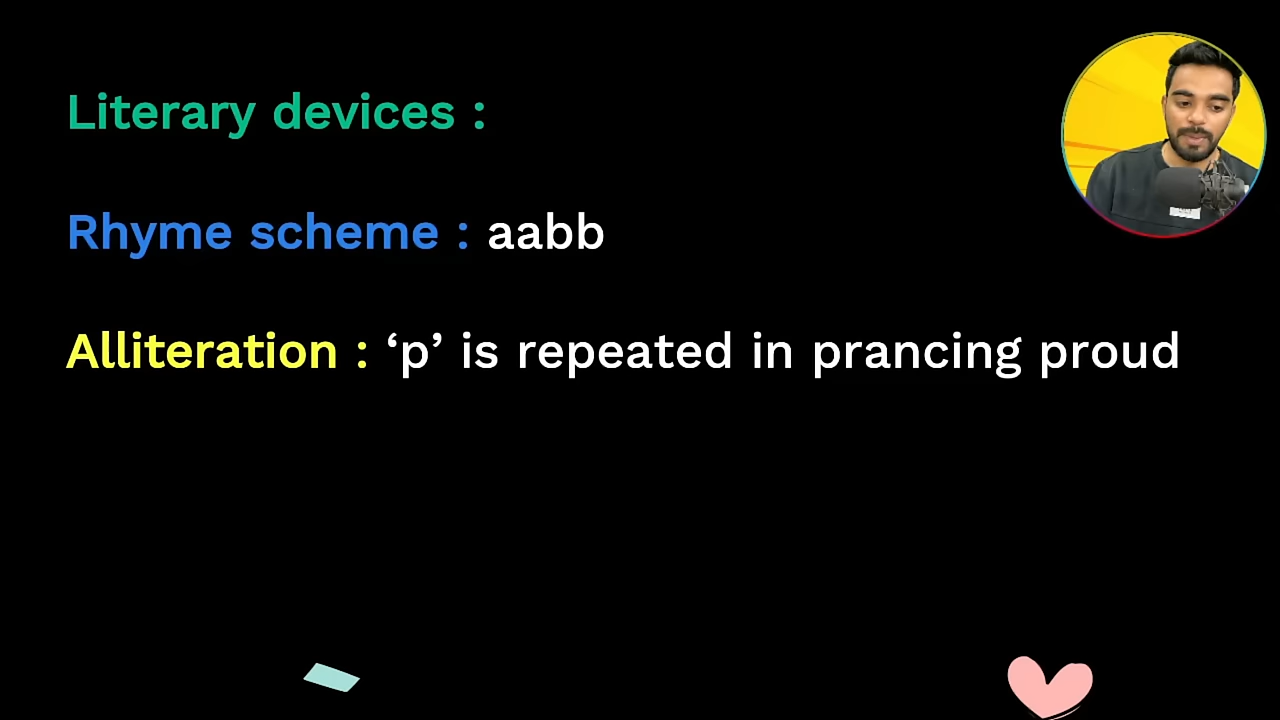 Literary devices :
Rhyme scheme : aabb
Alliteration : ‘p’ is repeated in prancing proud